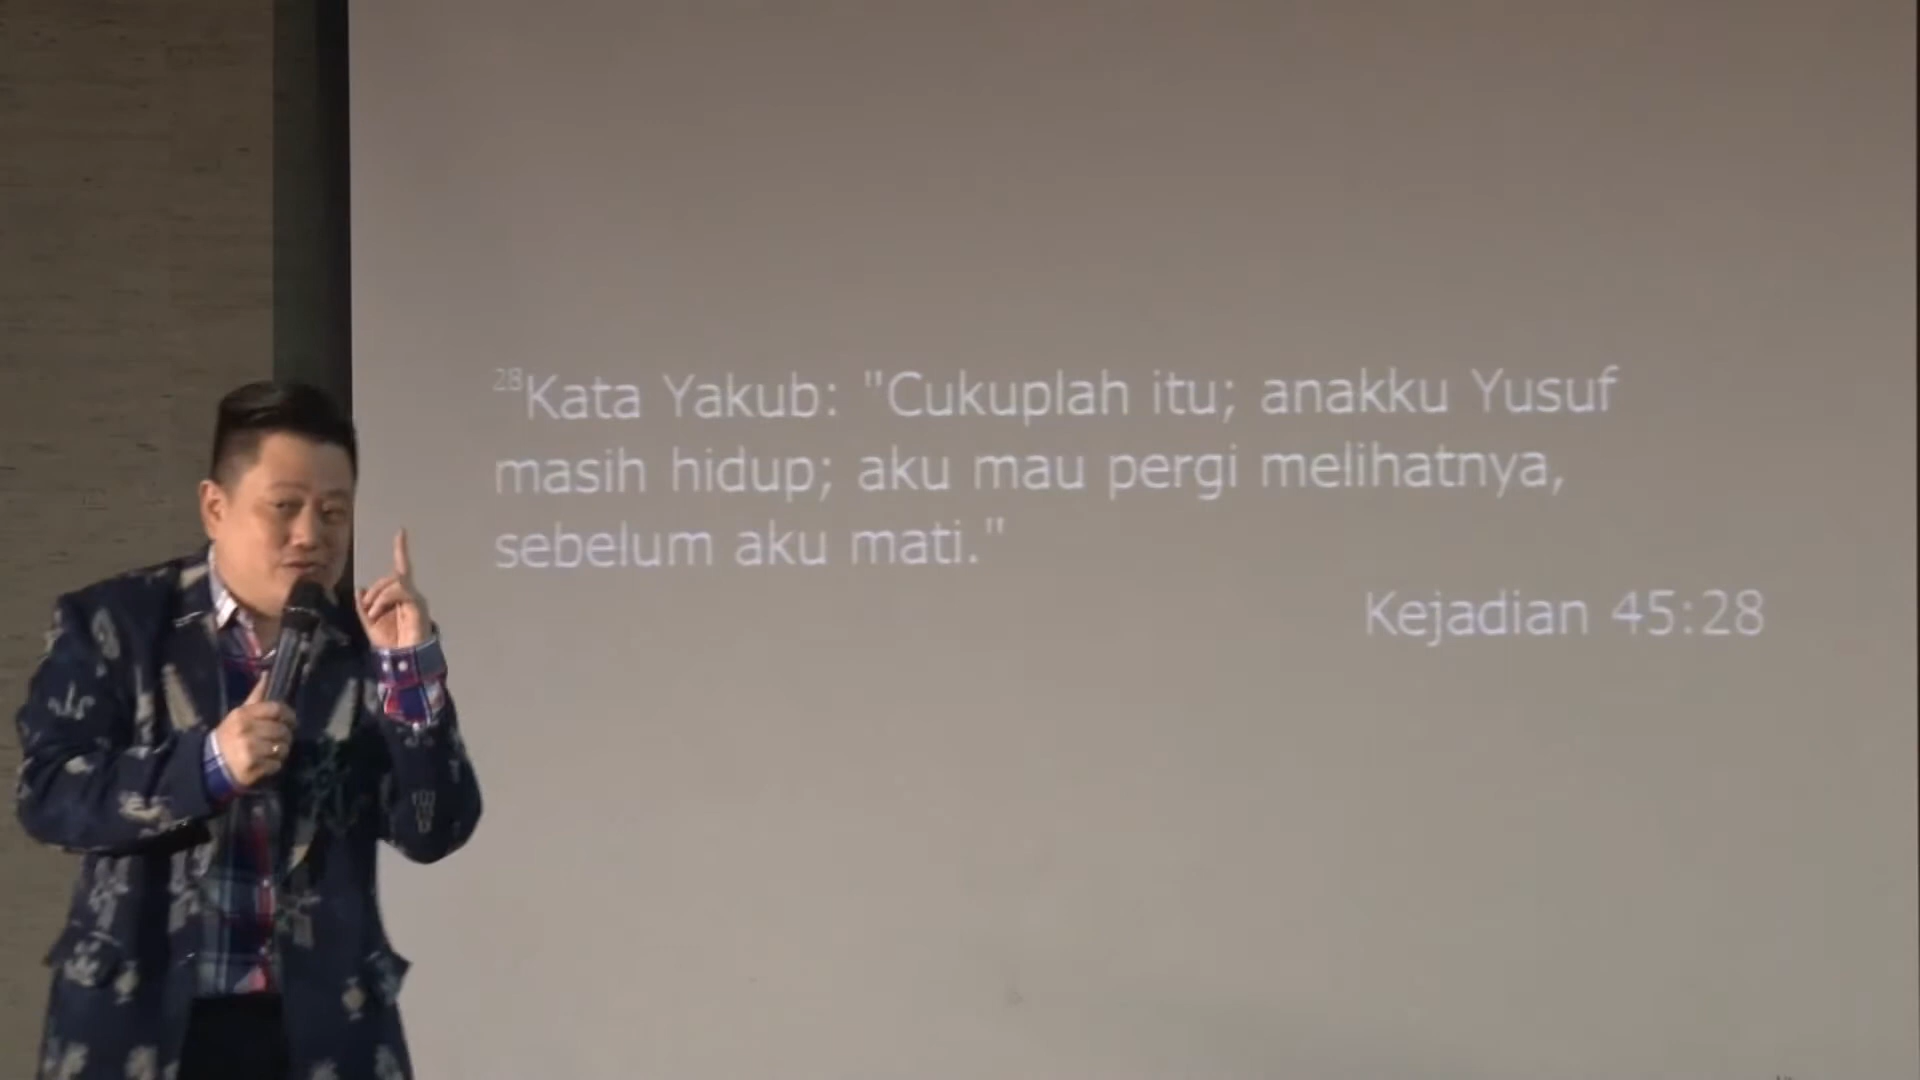 28Kata Yakub: "Cukuplah itu; anakku Yusuf
masih hidup; aku mau pergi melihatnya,
sebelum aku mati."
Kejadian 45:28